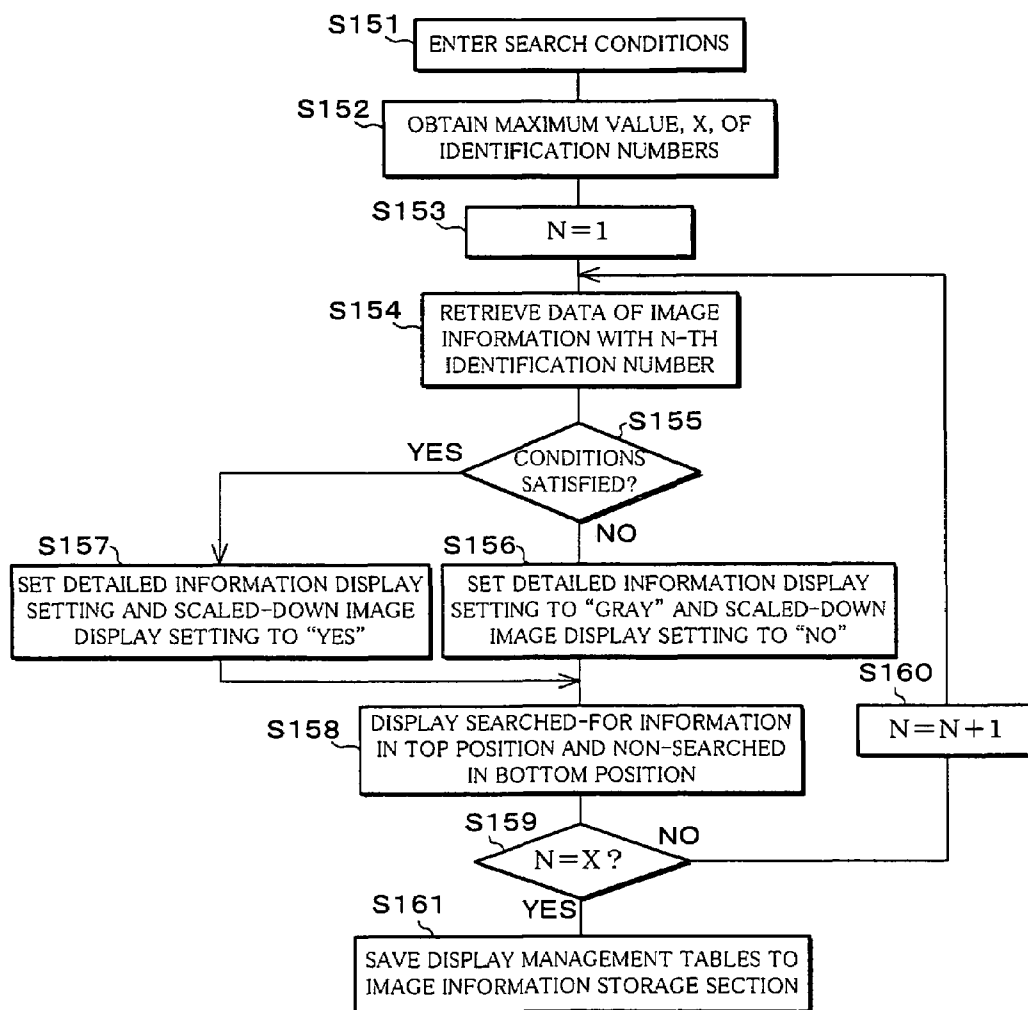 S151
ENTER SEARCH CONDITIONS
S152
OBTAIN MAXIMUM VALUE, X, OF
IDENTIFICATION NUMBERS
S153
N=1
S154
RETRIEVE DATA OF IMAGE
INFORMATION WITH N-TH
IDENTIFICATION NUMBER
S155
YES
CONDITIONS
SATISFIED?
NO
S157
SET DETAILED INFORMATION DISPLAY
SETTING AND SCALED-DOWN IMAGE
DISPLAY SETTING TO “YES”
S156
SET DETAILED INFORMATION DISPLAY
SETTING TO “GRAY” AND SCALED-DOWN
IMAGE DISPLAY SETTING TO “NO”
S160
N=N+1
S158
DISPLAY SEARCHED-FOR INFORMATION
IN TOP POSITION AND NON-SEARCHED
IN BOTTOM POSITION
S159
N=X?
NO
YES
S161
SAVE DISPLAY MANAGEMENT TABLES TO
IMAGE INFORMATION STORAGE SECTION